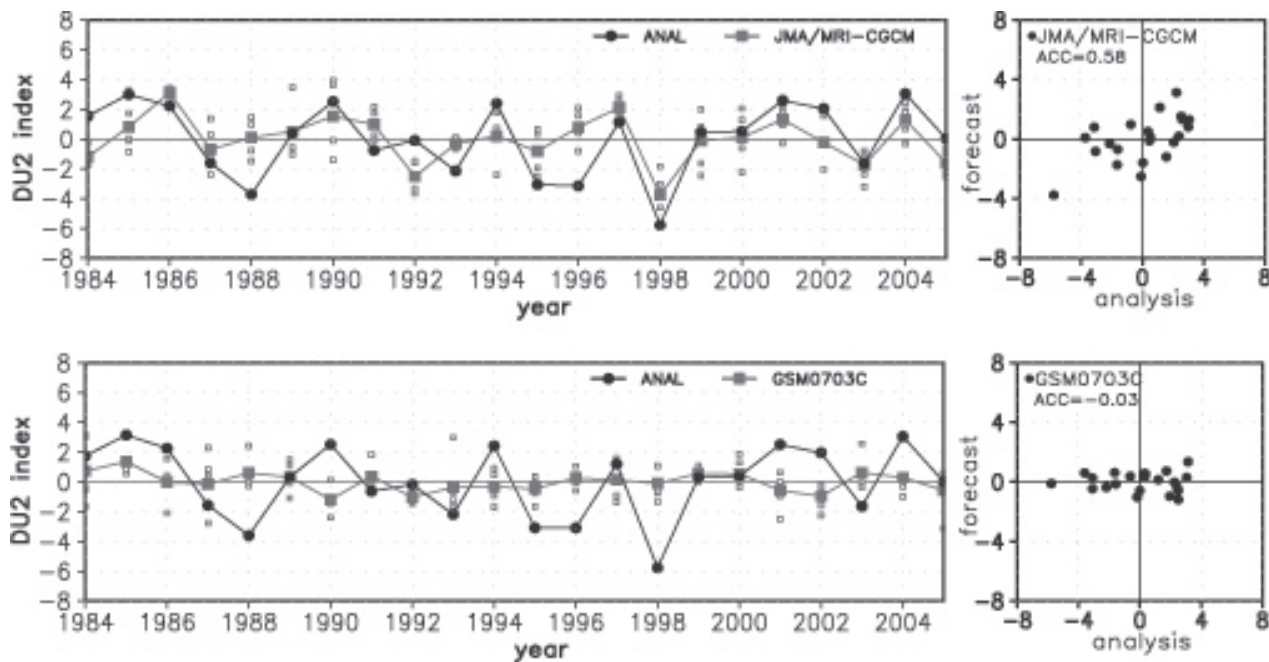 8
6
4
2
0
−2
−4
−6
−8
DU2 index
ANAL JMA/MRI−CGCM
1984 1986 1988 1990 1992 1994 1996 1998 2000 2002 2004
year
8
4
0
−4
−8
forecast
JMA/MRI−CGCM
ACC=0.58
−8 −4 0 4 8
analysis
8
6
4
2
0
−2
−4
−6
−8
DU2 index
ANAL GSM0703C
1984 1986 1988 1990 1992 1994 1996 1998 2000 2002 2004
year
8
4
0
−4
−8
forecast
GSM0703C
ACC=−0.03
−8 −4 0 4 8
analysis